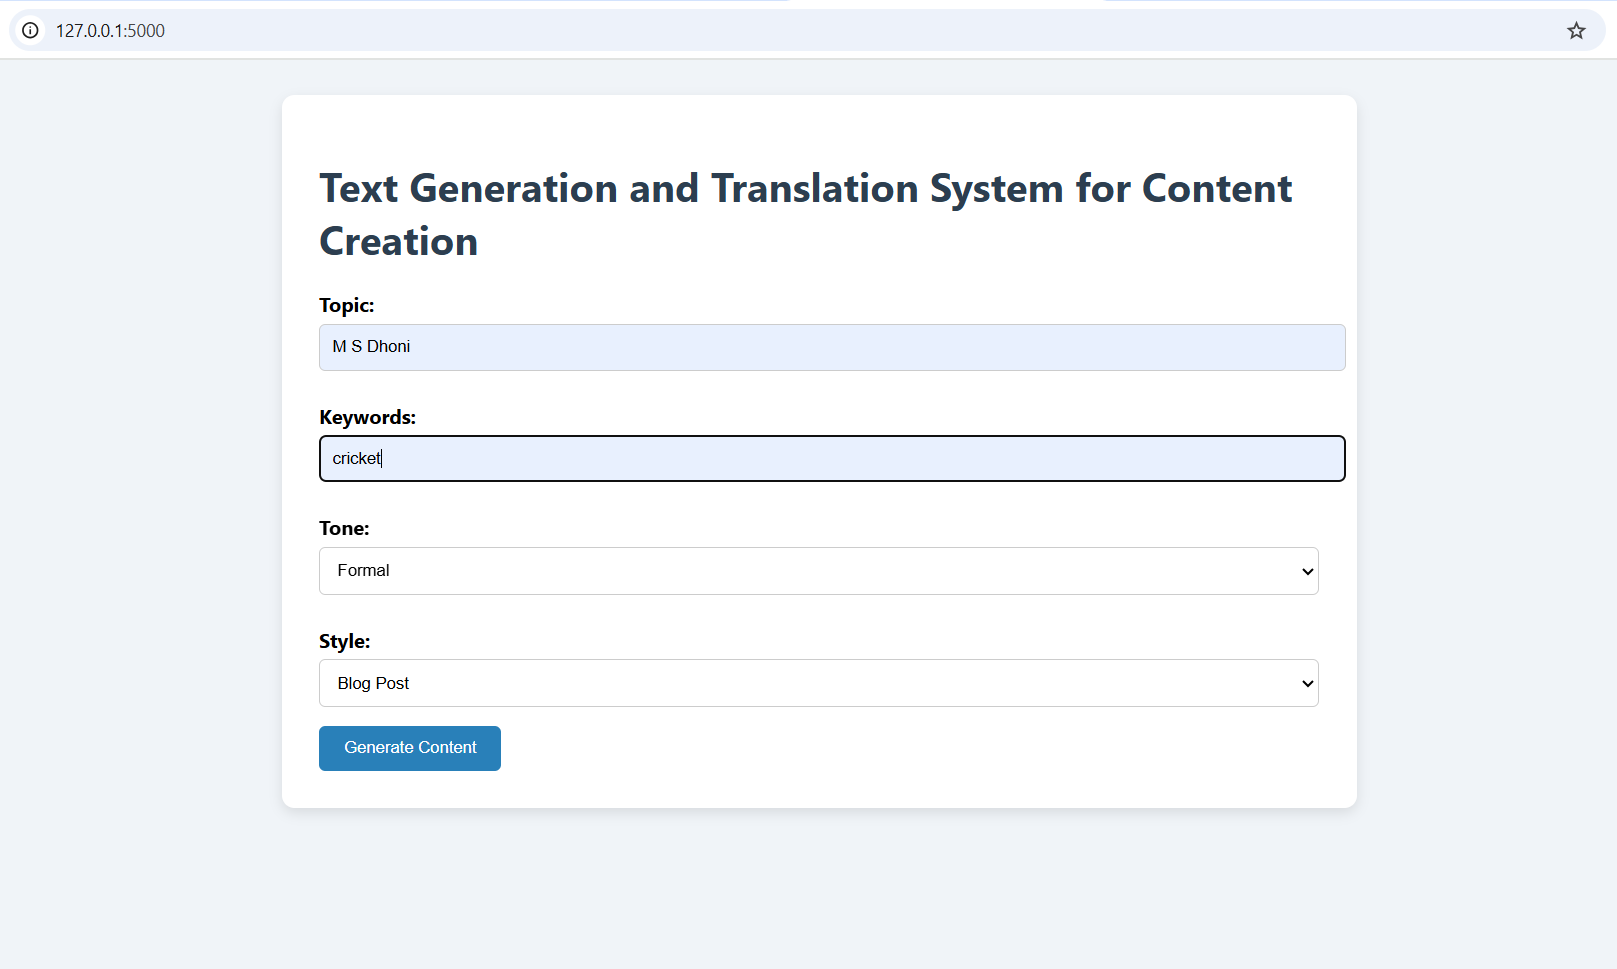 127.0.0.1:5000
Text Generation and Translation System for Content
Creation
Topic:
M S Dhoni
Keywords:
cricket
Tone:
Formal
Style:
Blog Post
Generate Content